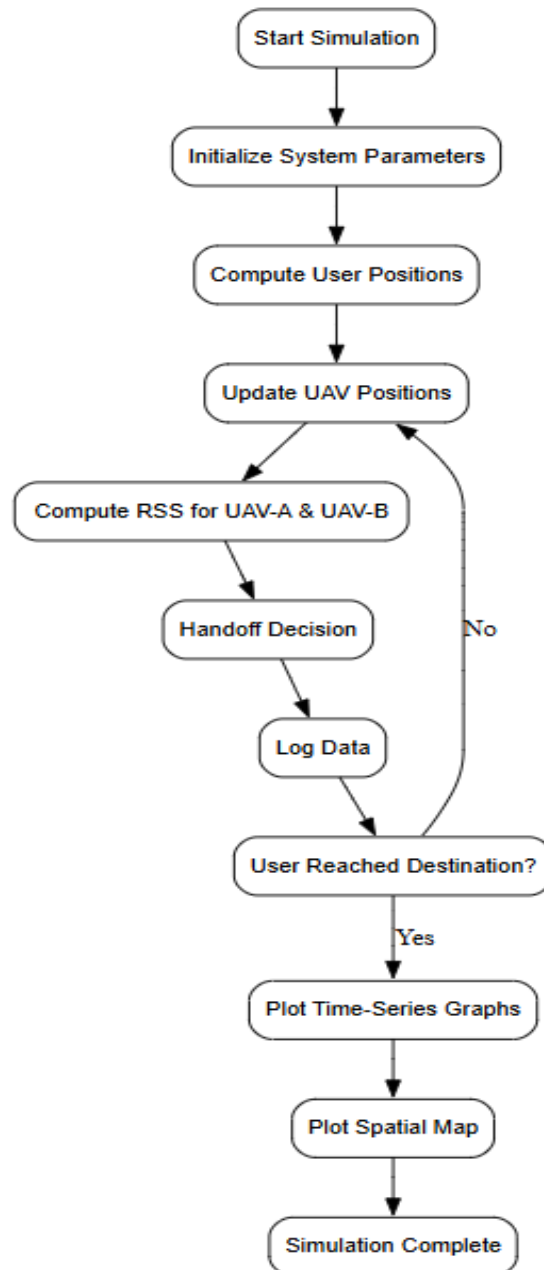 Start Simulation
Initialize System Parameters
Compute User Positions
Update UAV Positions
Compute RSS for UAV-A & UAV-B
Handoff Decision
No
Log Data
User Reached Destination?
Yes
Plot Time-Series Graphs
Plot Spatial Map
Simulation Complete